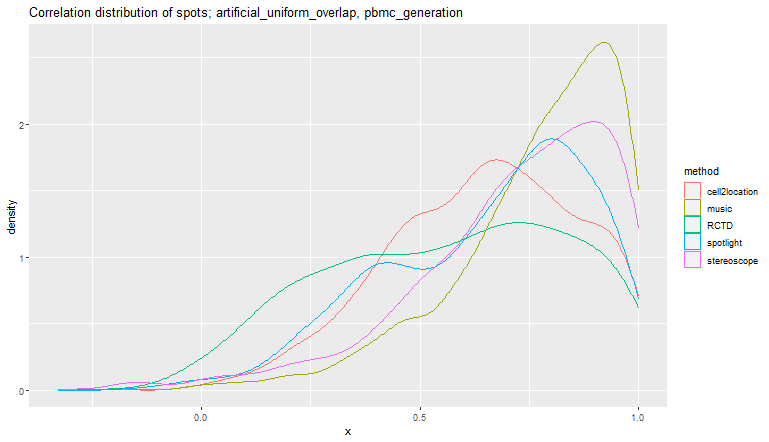 Correlation distribution of spots; artificial_uniform_overlap, pbmc_generation
2
1
0
density
0.0
0.5
1.0
x
method
cell2location
music
RCTD
spotlight
stereoscope